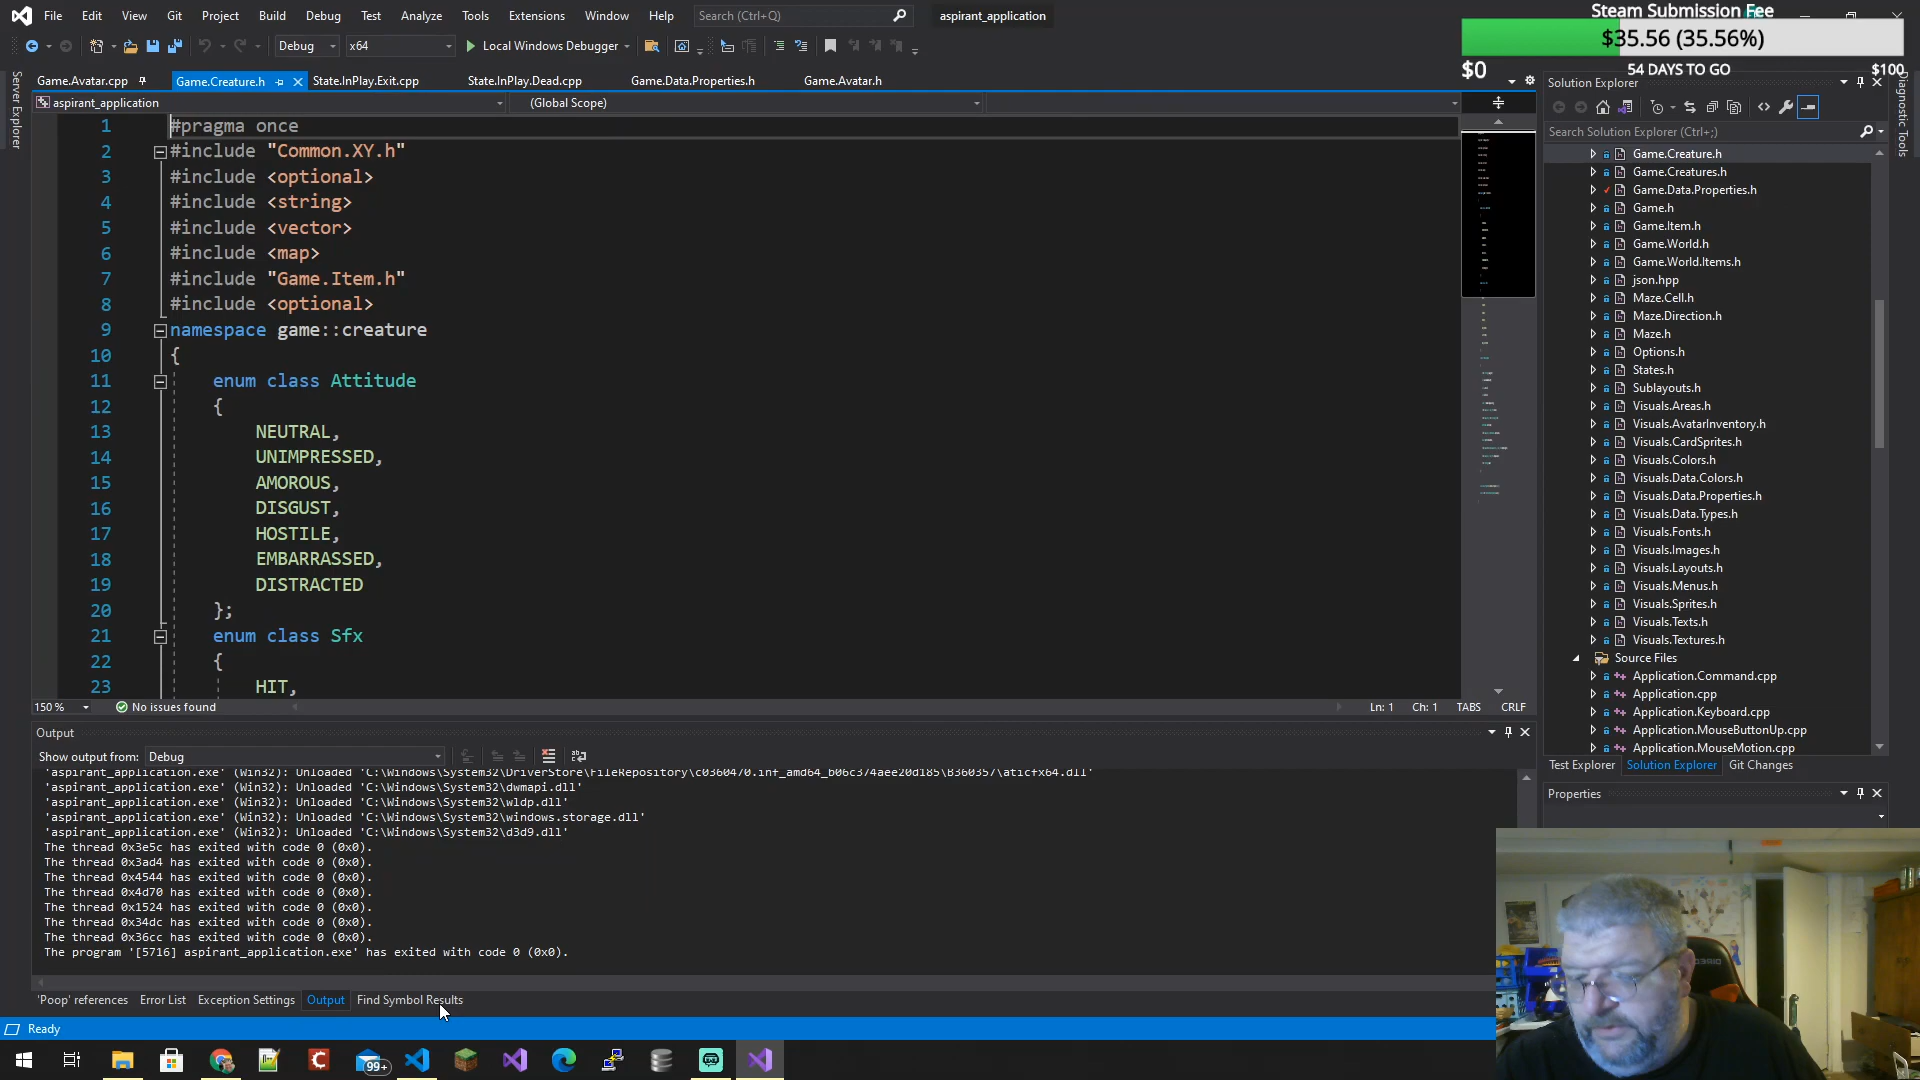 File Edit View Git Project Build Debug Test Analyze Tools Extensions Window Help Search (Ctrl+Q) aspirant_application
Steam Submission Fee
$35.56 (35.56%)
$0 54 DAYS TO GO $100
Debug x64 Local Windows Debugger
Server Explorer
Diagnostic Tools
Game.Avatar.cpp Game.Creature.h State.InPlay.Exit.cpp State.InPlay.Dead.cpp Game.Data.Properties.h Game.Avatar.h
aspirant_application (Global Scope)
1 #pragma once
2 #include "Common.XY.h"
3 #include <optional>
4 #include <string>
5 #include <vector>
6 #include <map>
7 #include "Game.Item.h"
8 #include <optional>
9 namespace game::creature
10 {
11 enum class Attitude
12 {
13 NEUTRAL,
14 UNIMPRESSED,
15 AMOROUS,
16 DISGUST,
17 HOSTILE,
18 EMBARRASSED,
19 DISTRACTED
20 };
21 enum class Sfx
22 {
23 HIT,
150 % No issues found Ln: 1 Ch: 1 TABS CRLF
Output
Show output from: Debug
'aspirant_application.exe' (Win32): Unloaded 'C:\Windows\System32\DriverStore\FileRepository\c0360470.inf_amd64_b06c374aee20d185\B360357\aticfx64.dll'
'aspirant_application.exe' (Win32): Unloaded 'C:\Windows\System32\dwmapi.dll'
'aspirant_application.exe' (Win32): Unloaded 'C:\Windows\System32\wldp.dll'
'aspirant_application.exe' (Win32): Unloaded 'C:\Windows\System32\windows.storage.dll'
'aspirant_application.exe' (Win32): Unloaded 'C:\Windows\System32\d3d9.dll'
The thread 0x3e5c has exited with code 0 (0x0).
The thread 0x3ad4 has exited with code 0 (0x0).
The thread 0x4544 has exited with code 0 (0x0).
The thread 0x4d70 has exited with code 0 (0x0).
The thread 0x1524 has exited with code 0 (0x0).
The thread 0x34dc has exited with code 0 (0x0).
The thread 0x36cc has exited with code 0 (0x0).
The program '[5716] aspirant_application.exe' has exited with code 0 (0x0).
'Poop' references Error List Exception Settings Output Find Symbol Results
Ready
99+
Solution Explorer
Search Solution Explorer (Ctrl+;)
Game.Creature.h
Game.Creatures.h
Game.Data.Properties.h
Game.h
Game.Item.h
Game.World.h
Game.World.Items.h
json.hpp
Maze.Cell.h
Maze.Direction.h
Maze.h
Options.h
States.h
Sublayouts.h
Visuals.Areas.h
Visuals.AvatarInventory.h
Visuals.CardSprites.h
Visuals.Colors.h
Visuals.Data.Colors.h
Visuals.Data.Properties.h
Visuals.Data.Types.h
Visuals.Fonts.h
Visuals.Images.h
Visuals.Layouts.h
Visuals.Menus.h
Visuals.Sprites.h
Visuals.Texts.h
Visuals.Textures.h
Source Files
Application.Command.cpp
Application.cpp
Application.Keyboard.cpp
Application.MouseButtonUp.cpp
Application.MouseMotion.cpp
Test Explorer Solution Explorer Git Changes
Properties